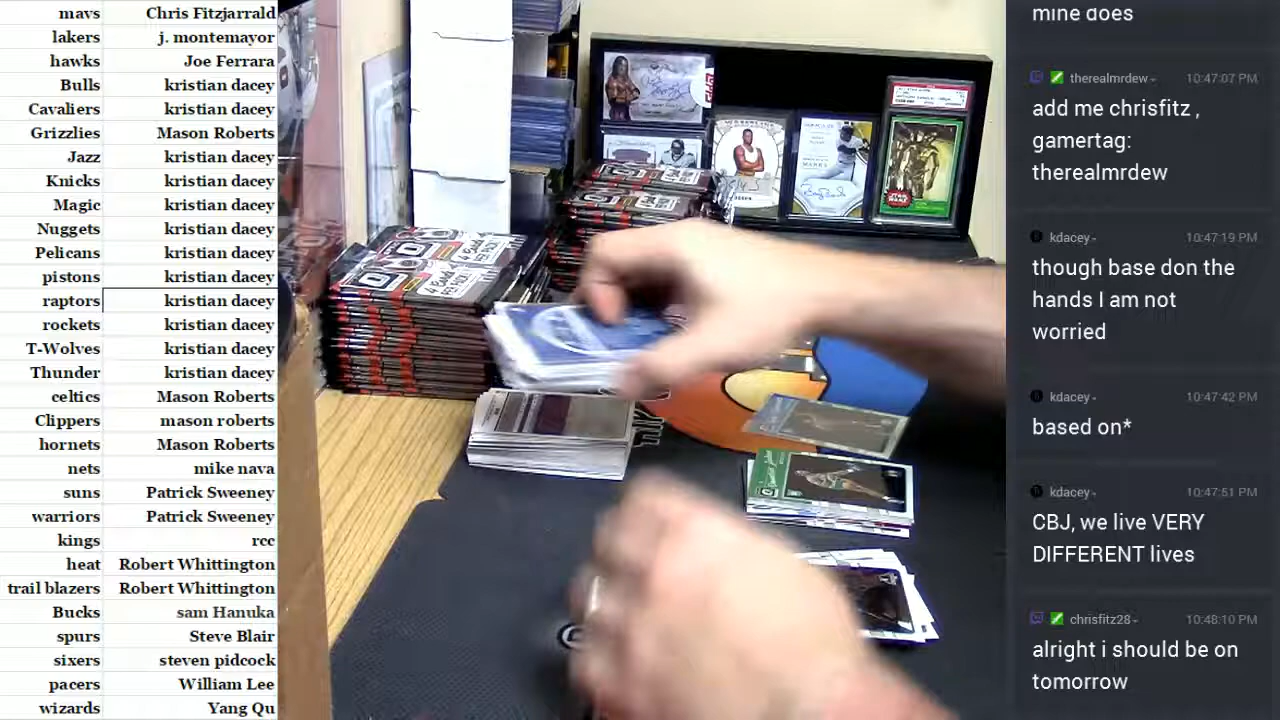 mavs Chris Fitzjarrald
lakers j. montemayor
hawks Joe Ferrara
Bulls kristian dacey
Cavaliers kristian dacey
Grizzlies Mason Roberts
Jazz kristian dacey
Knicks kristian dacey
Magic kristian dacey
Nuggets kristian dacey
Pelicans kristian dacey
pistons kristian dacey
raptors kristian dacey
rockets kristian dacey
T-Wolves kristian dacey
Thunder kristian dacey
celtics Mason Roberts
Clippers mason roberts
hornets Mason Roberts
nets mike nava
suns Patrick Sweeney
warriors Patrick Sweeney
kings rcc
heat Robert Whittington
trail blazers Robert Whittington
Bucks sam Hanuka
spurs Steve Blair
sixers steven pidcock
pacers William Lee
wizards Yang Qu
mine does
therealmrdew 10:47:07 PM
add me chrisfitz ,
gamertag:
therealmrdew
kdacey 10:47:19 PM
though base don the
hands I am not
worried
kdacey 10:47:42 PM
based on*
kdacey 10:47:51 PM
CBJ, we live VERY
DIFFERENT lives
chrisfitz28 10:48:10 PM
alright i should be on
tomorrow